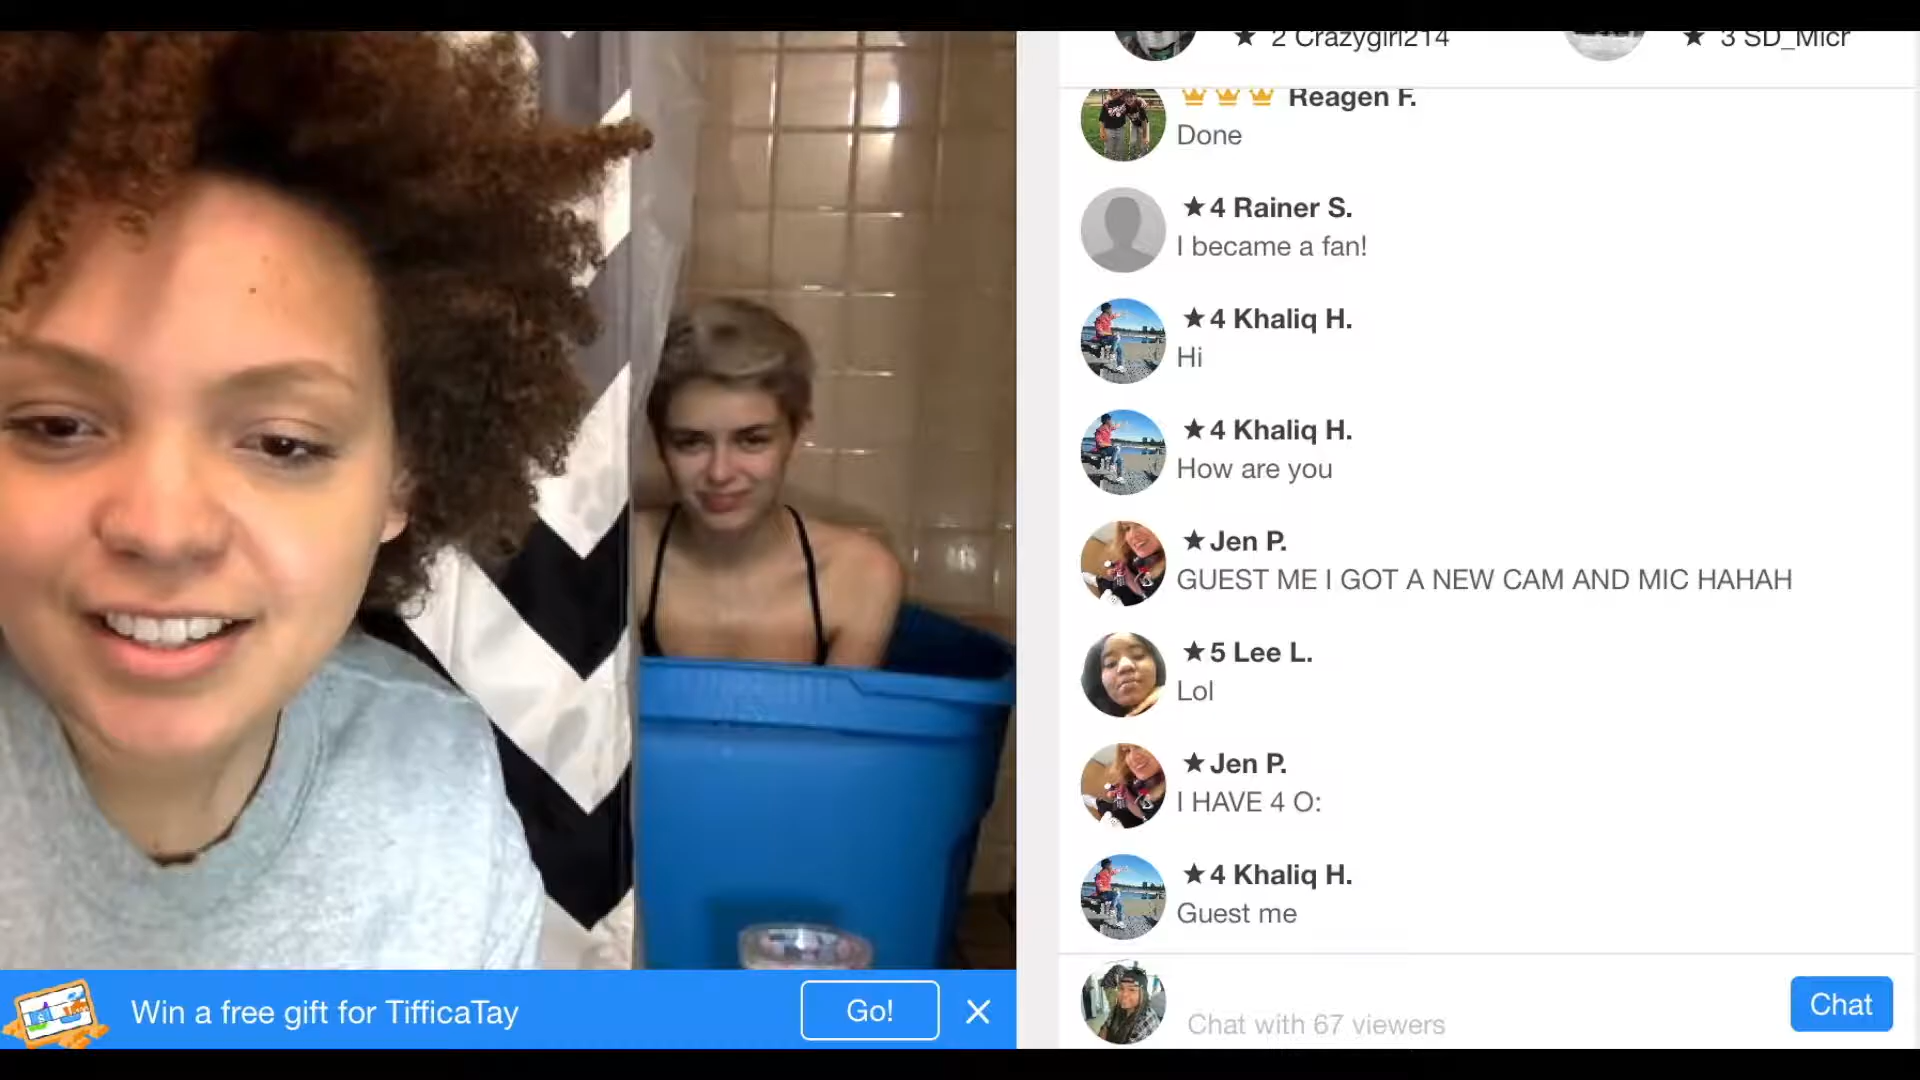 ★ 2 Crazygirl214 ★ 3 SD_Micr
Reagen F.
Done
★4 Rainer S.
I became a fan!
★4 Khaliq H.
Hi
★4 Khaliq H.
How are you
★Jen P.
GUEST ME I GOT A NEW CAM AND MIC HAHAH
★5 Lee L.
Lol
★Jen P.
I HAVE 4 O:
★4 Khaliq H.
Guest me
Win a free gift for TifficaTay Go! ×
Chat with 67 viewers Chat